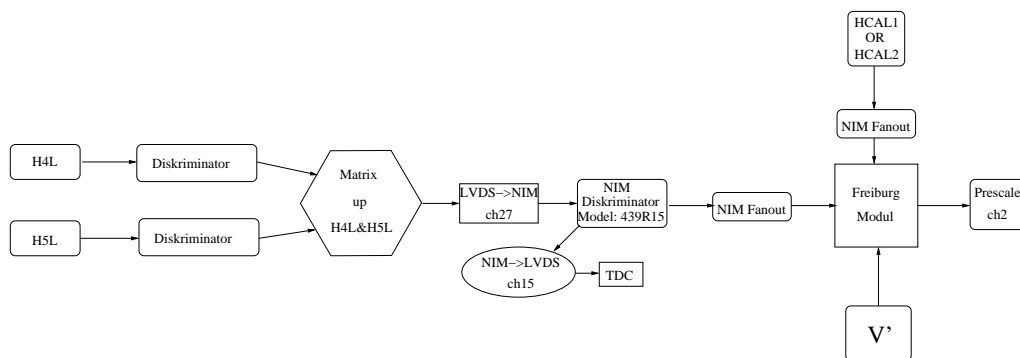 HCAL1
OR
HCAL2
NIM Fanout
H4L
Diskriminator
Matrix
up
H4L&H5L
LVDS->NIM
ch27
NIM
Diskriminator
Model: 439R15
NIM Fanout
Freiburg
Modul
Prescale
ch2
H5L
Diskriminator
NIM->LVDS
ch15
TDC
V'